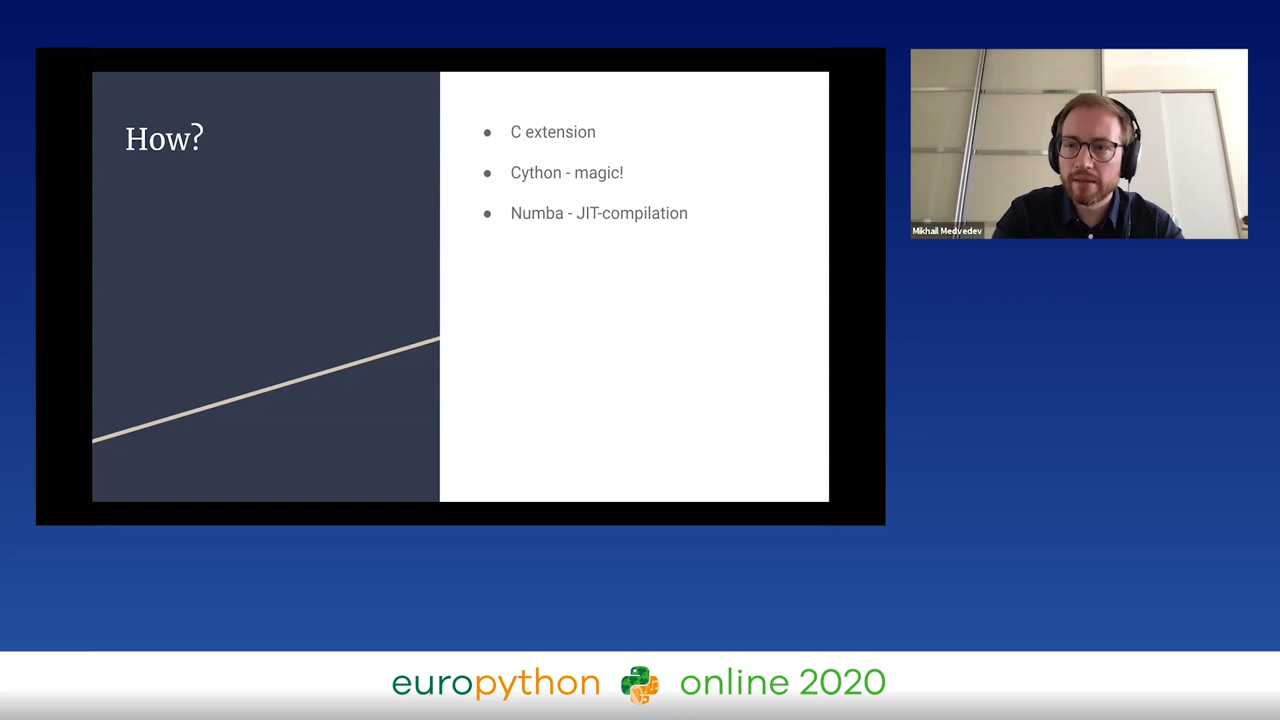 How?
● C extension
● Cython - magic!
● Numba - JIT-compilation
Mikhail Medvedev
europython online 2020